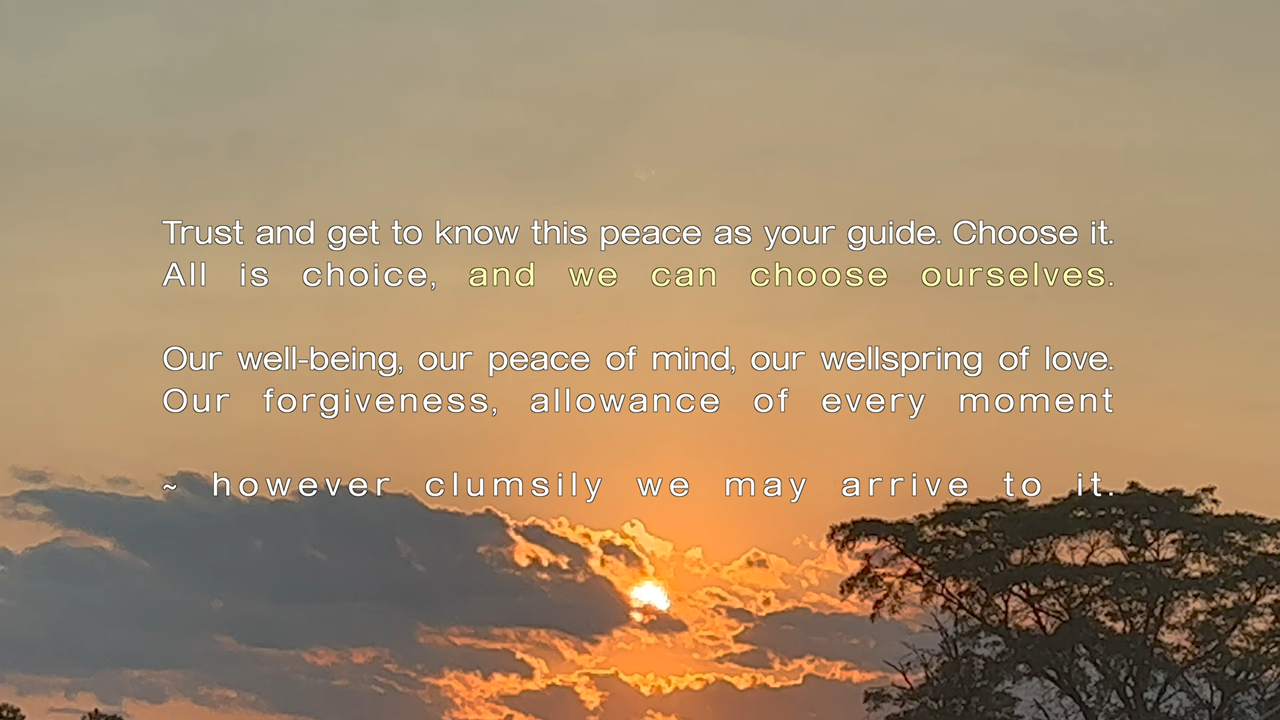 Trust and get to know this peace as your guide. Choose it.
All is choice, and we can choose ourselves.
Our well-being, our peace of mind, our wellspring of love.
Our forgiveness, allowance of every moment
~ however clumsily we may arrive to it.